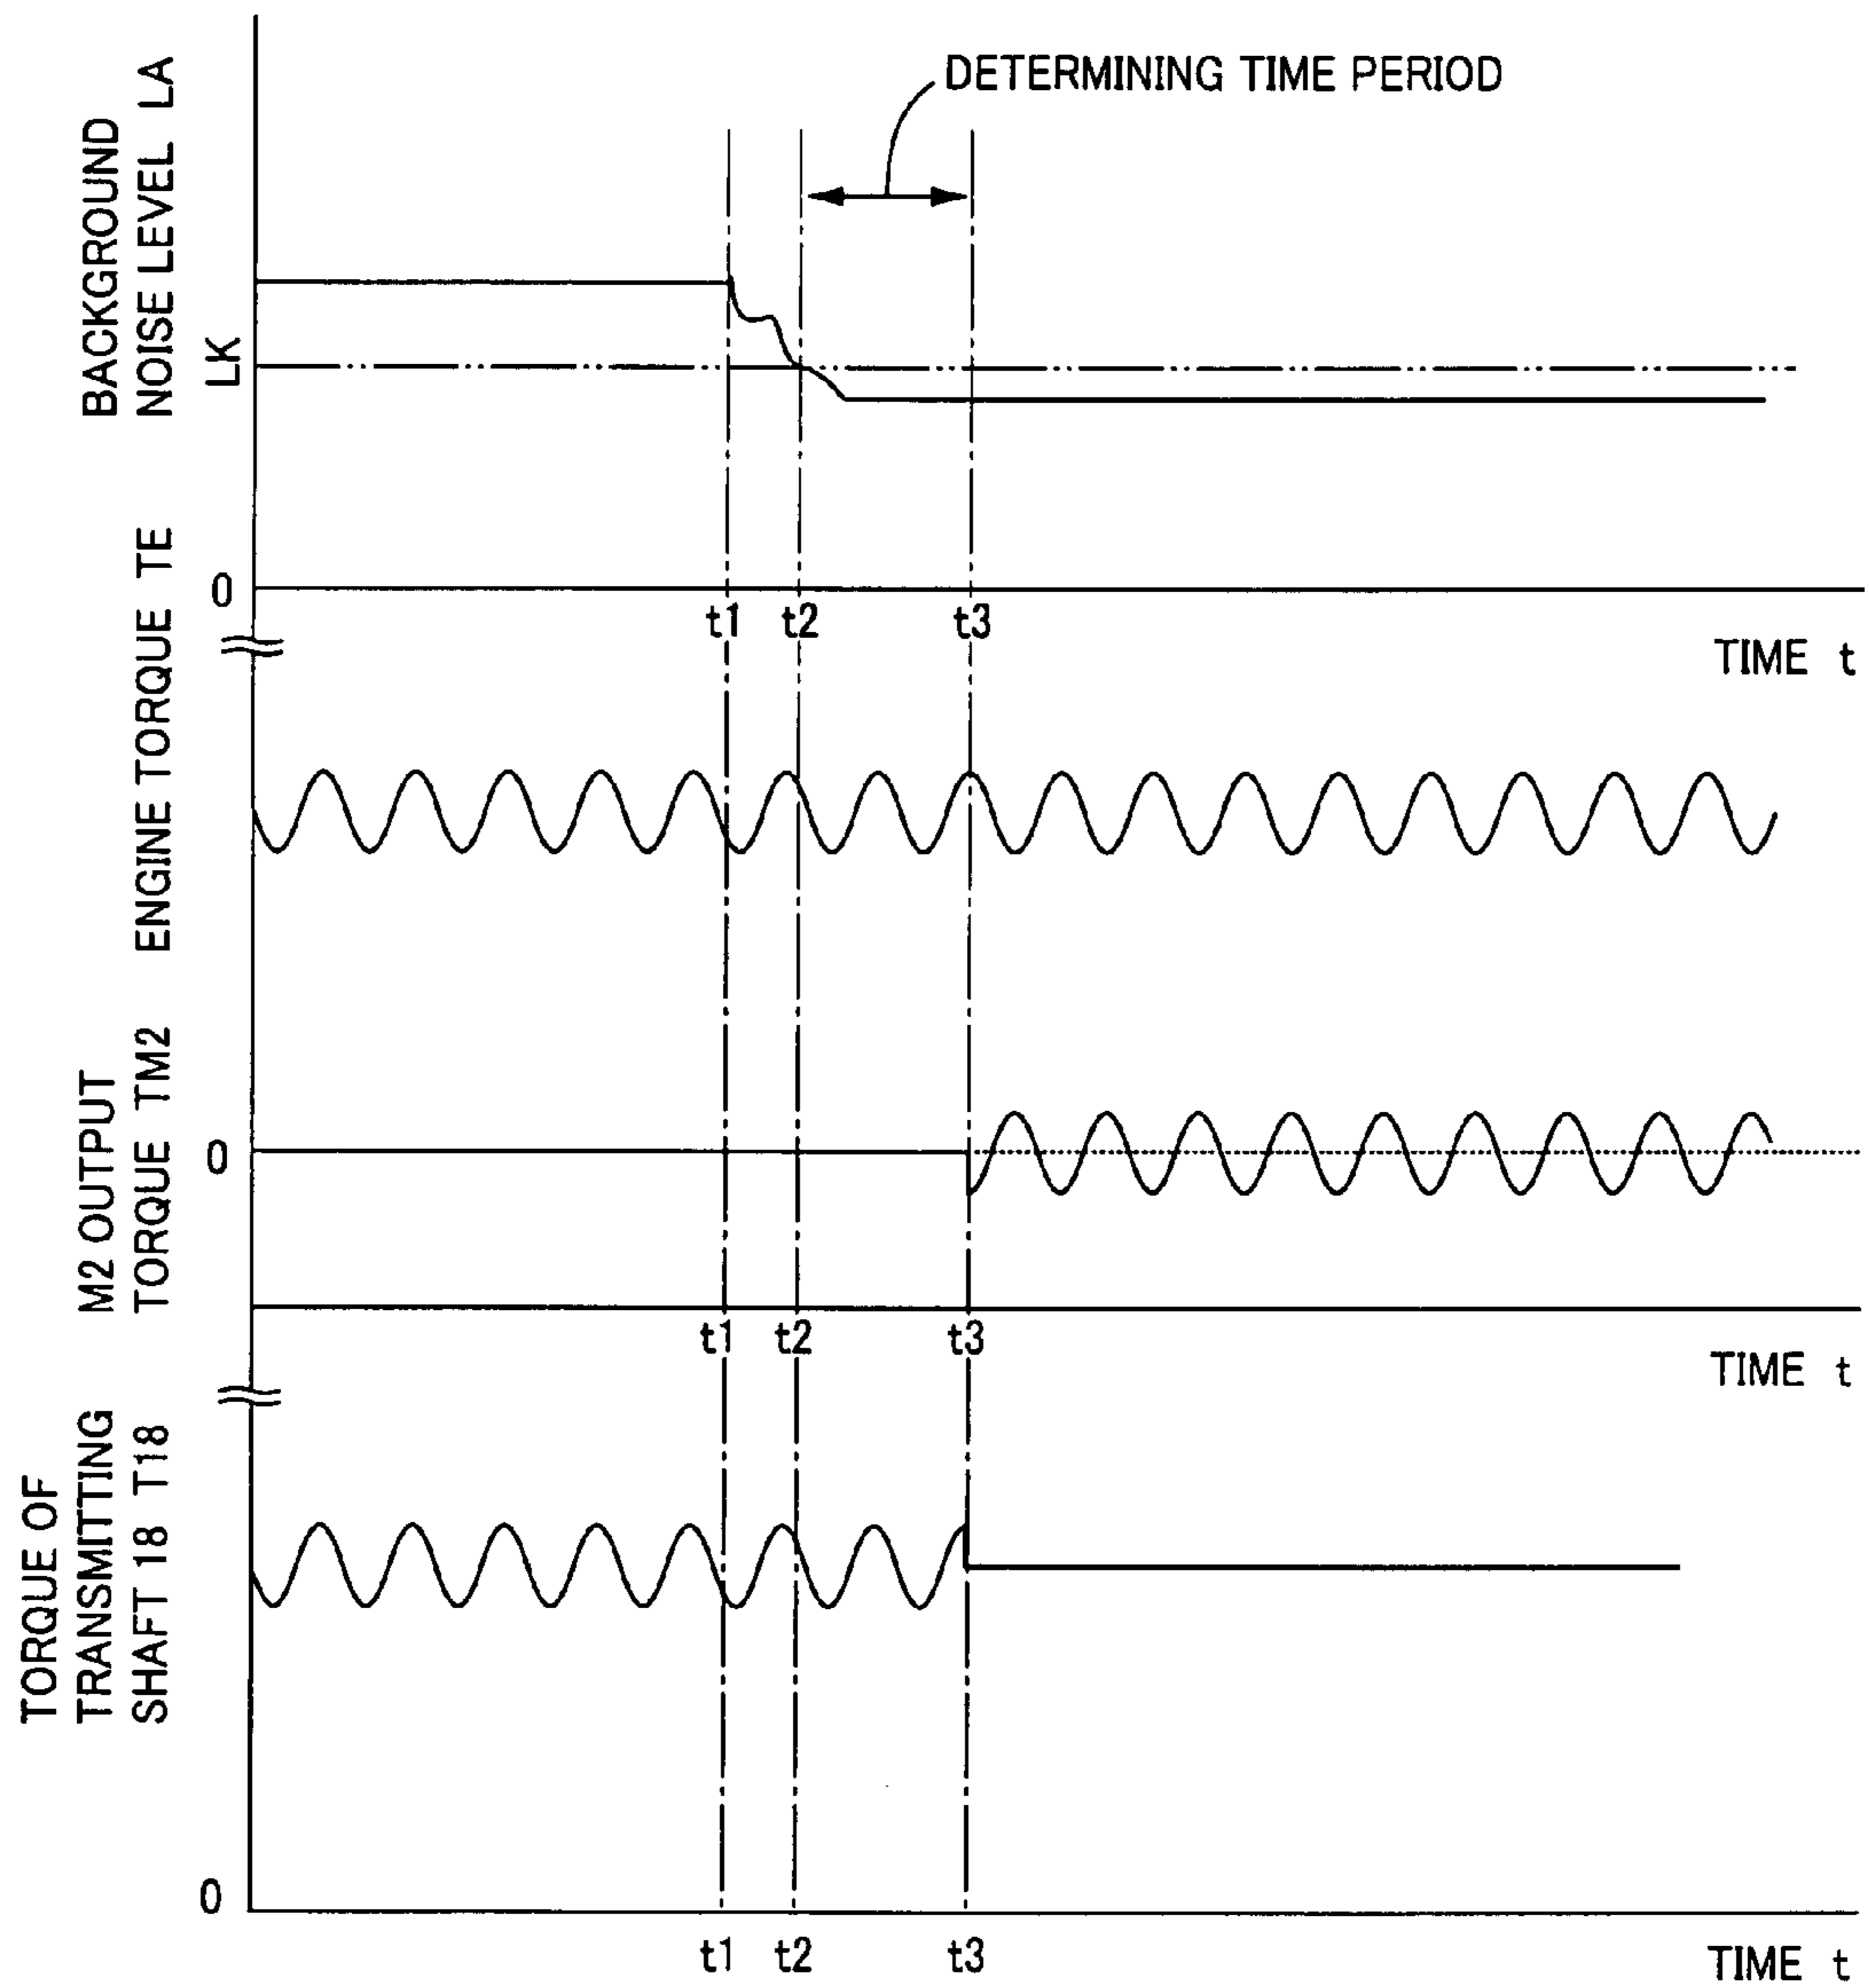 DETERMINING TIME PERIOD
BACKGROUND
NOISE LEVEL LA
LK
0
t1 t2 t3
TIME t
ENGINE TORQUE TE
M2 OUTPUT
TORQUE TM2
0
t1 t2 t3
TIME t
TORQUE OF
TRANSMITTING
SHAFT 18 T18
0
t1 t2 t3
TIME t